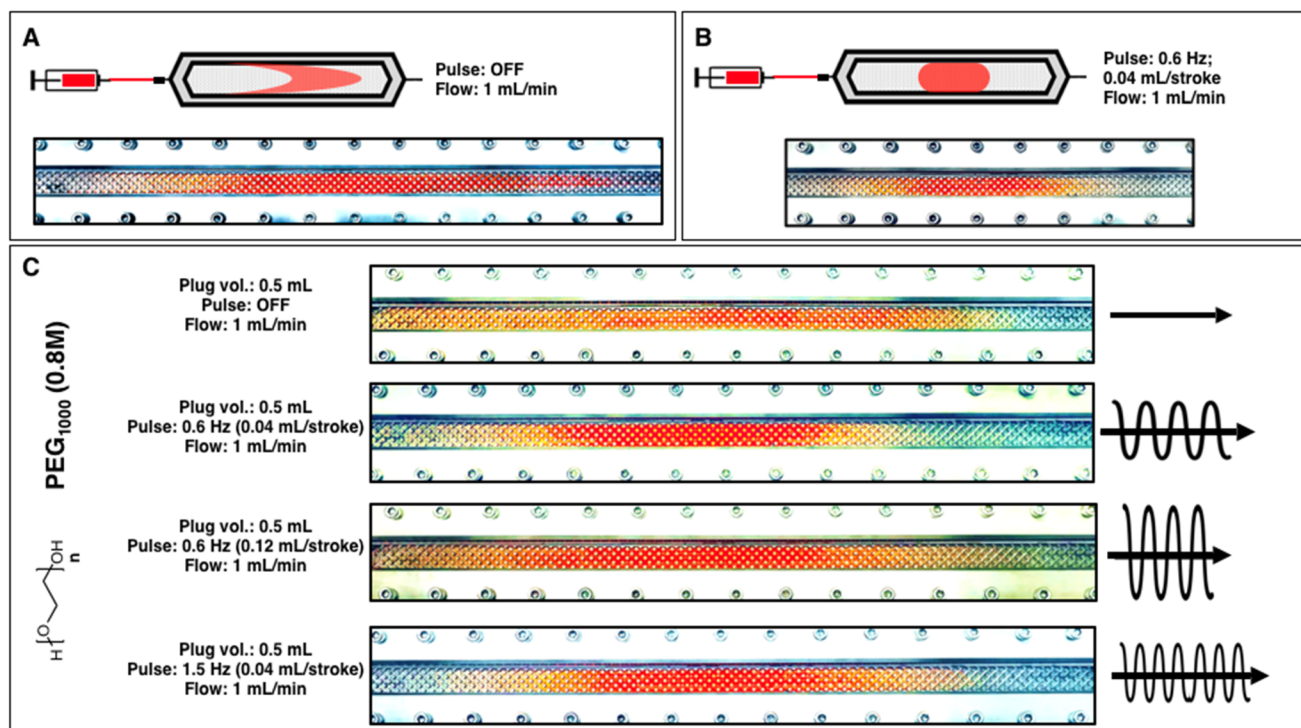 A
Pulse: OFF
Flow: 1 mL/min
B
Pulse: 0.6 Hz;
0.04 mL/stroke
Flow: 1 mL/min
C
PEG1000 (0.8M)
H
O
OH
n
Plug vol.: 0.5 mL
Pulse: OFF
Flow: 1 mL/min
Plug vol.: 0.5 mL
Pulse: 0.6 Hz (0.04 mL/stroke)
Flow: 1 mL/min
Plug vol.: 0.5 mL
Pulse: 0.6 Hz (0.12 mL/stroke)
Flow: 1 mL/min
Plug vol.: 0.5 mL
Pulse: 1.5 Hz (0.04 mL/stroke)
Flow: 1 mL/min